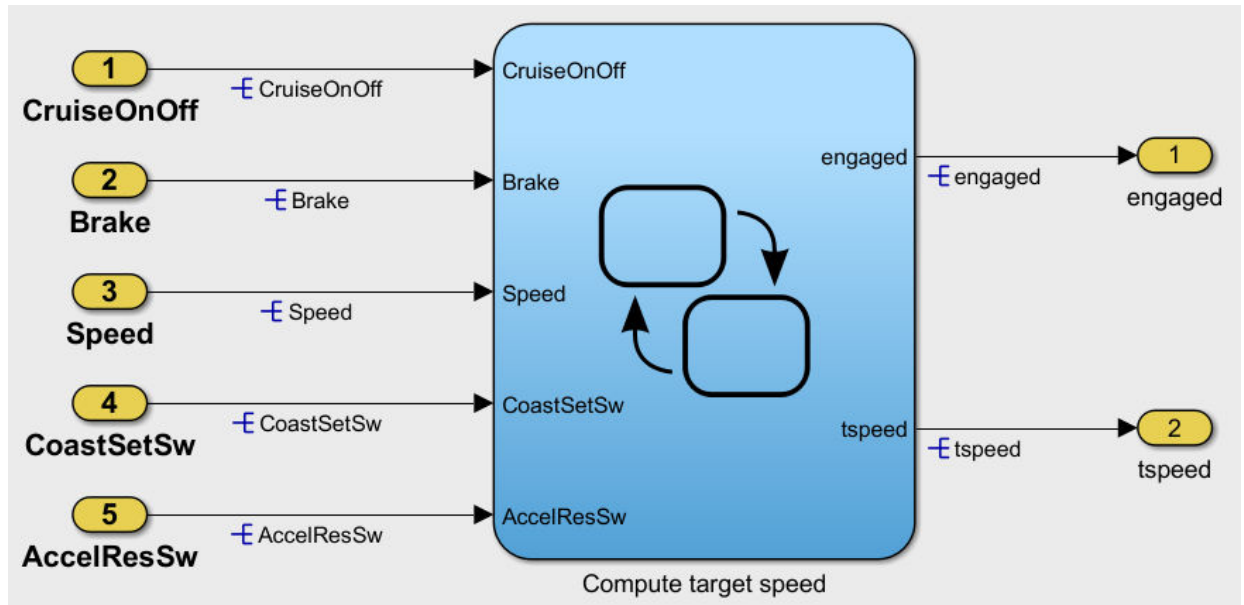 1
CruiseOnOff
CruiseOnOff
CruiseOnOff
2
Brake
Brake
Brake
3
Speed
Speed
Speed
4
CoastSetSw
CoastSetSw
CoastSetSw
5
AccelResSw
AccelResSw
AccelResSw
engaged
engaged
1
engaged
tspeed
tspeed
2
tspeed
Compute target speed